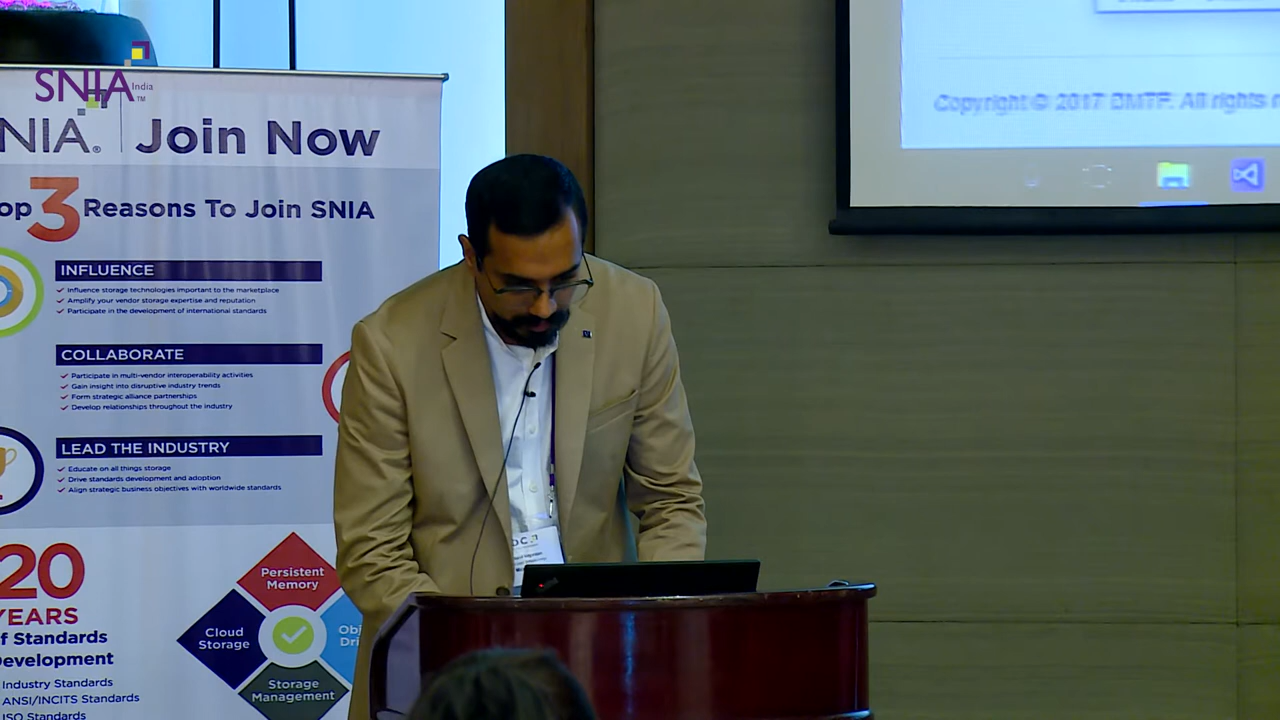 SNIA India
TM
NIA® | Join Now
op 3 Reasons To Join SNIA
INFLUENCE
✓ Influence storage technologies important to the marketplace
✓ Amplify your vendor storage expertise and reputation
✓ Participate in the development of international standards
COLLABORATE
✓ Participate in multi-vendor interoperability activities
✓ Gain insight into disruptive industry trends
✓ Form strategic alliance partnerships
✓ Develop relationships throughout the industry
LEAD THE INDUSTRY
✓ Educate on all things storage
✓ Drive standards development and adoption
✓ Align strategic business objectives with worldwide standards
20
YEARS
f Standards
evelopment
Industry Standards
ANSI/INCITS Standards
ISO Standards
Persistent
Memory
Cloud
Storage
Obj
Dri
Storage
Management
Copyright © 2017 DMTF. All rights r